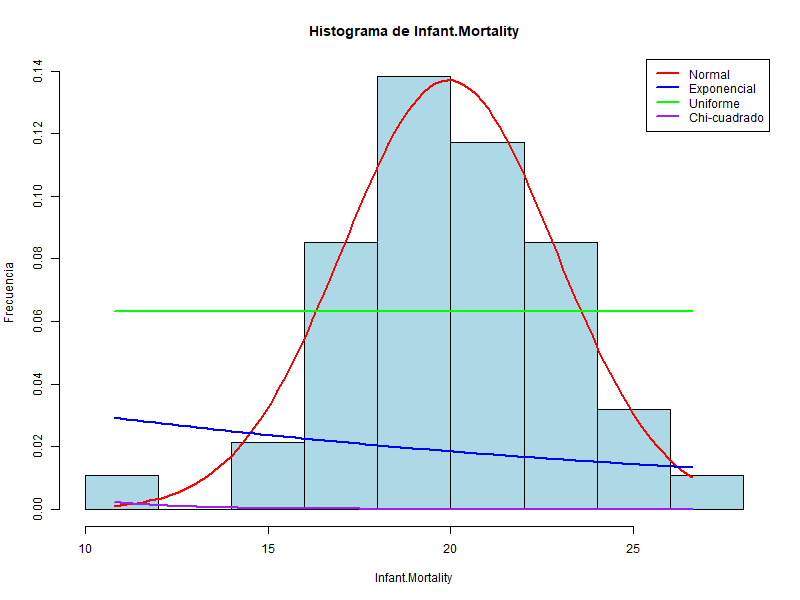 Histograma de Infant.Mortality
Normal
Exponencial
Uniforme
Chi-cuadrado
Frecuencia
0.14
0.12
0.10
0.08
0.06
0.04
0.02
0.00
10 15 20 25
Infant.Mortality